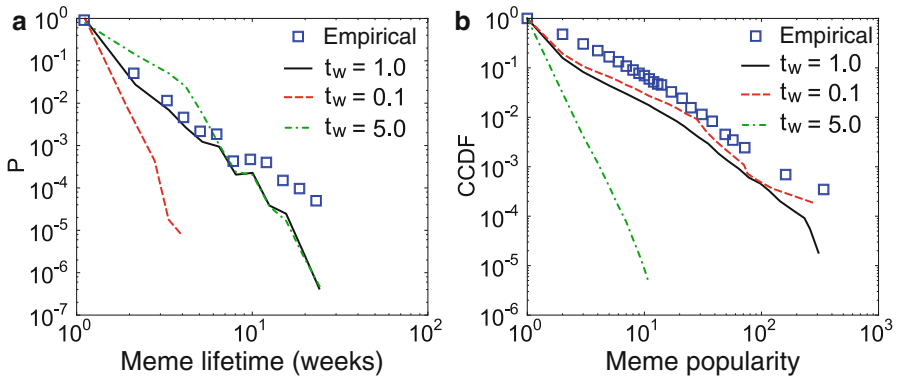 a
Empirical
t_w = 1.0
t_w = 0.1
t_w = 5.0
P
10^0
10^-1
10^-2
10^-3
10^-4
10^-5
10^-6
10^-7
10^0 10^1 10^2
Meme lifetime (weeks)
b
Empirical
t_w = 1.0
t_w = 0.1
t_w = 5.0
CCDF
10^0
10^-1
10^-2
10^-3
10^-4
10^-5
10^-6
10^0 10^1 10^2 10^3
Meme popularity